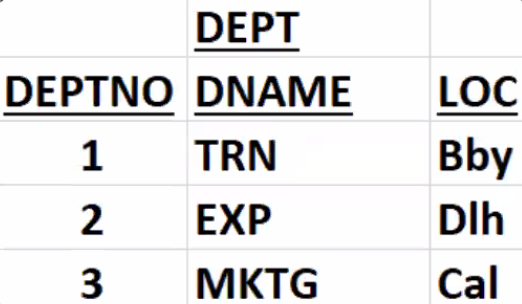 DEPT
DEPTNO DNAME LOC
1 TRN Bby
2 EXP Dlh
3 MKTG Cal